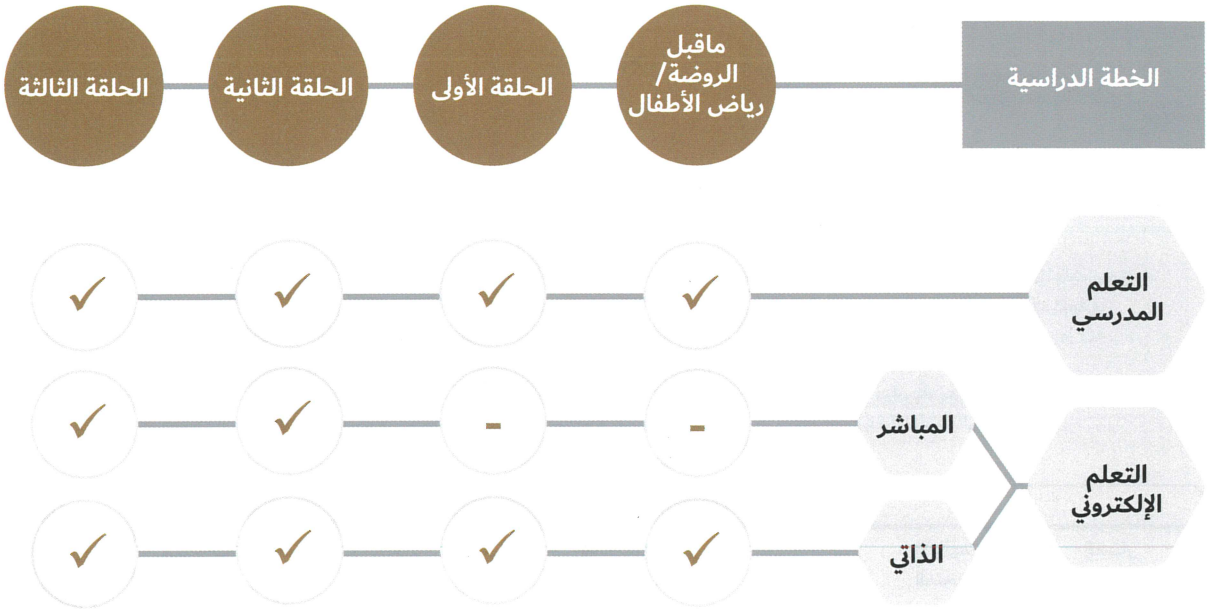 الخطة الدراسية
ماقبل
الروضة/
رياض الأطفال
الحلقة الأولى
الحلقة الثانية
الحلقة الثالثة
التعلم
المدرسي
✓ ✓ ✓ ✓
التعلم
الإلكتروني
المباشر
- - ✓ ✓
الذاتي
✓ ✓ ✓ ✓